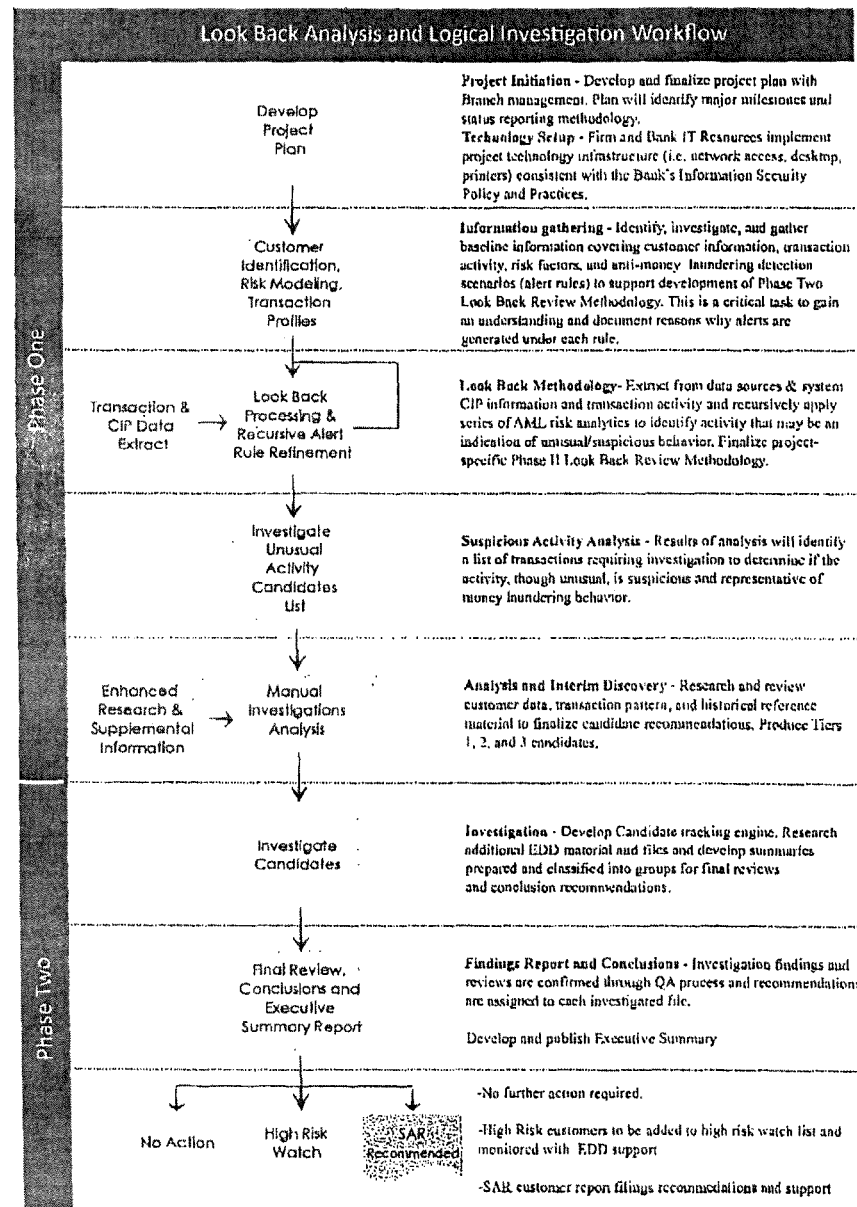 Look Back Analysis and Logical Investigation Workflow
Phase One
Develop
Project
Plan
Project Initiation - Develop and finalize project plan with
Branch management. Plan will identify major milestones and
status reporting methodology.
Technology Setup - Firm and Bank IT Resources implement
project technology infrastructure (i.e. network access, desktop,
printers) consistent with the Bank's Information Security
Policy and Practices.
Customer
Identification,
Risk Modeling,
Transaction
Profiles
Information gathering - Identify, investigate, and gather
baseline information covering customer information, transaction
activity, risk factors, and anti-money laundering detection
scenarios (alert rules) to support development of Phase Two
Look Back Review Methodology. This is a critical task to gain
an understanding and document reasons why alerts are
generated under each rule.
Transaction &
CIP Data
Extract
Look Back
Processing &
Recursive Alert
Rule Refinement
Look Back Methodology- Extract from data sources & system
CIP information and transaction activity and recursively apply
series of AML risk analytics to identify activity that may be an
indication of unusual/suspicious behavior. Finalize project-
specific Phase II Look Back Review Methodology.
Investigate
Unusual
Activity
Candidates
List
Suspicious Activity Analysis - Results of analysis will identify
a list of transactions requiring investigation to determine if the
activity, though unusual, is suspicious and representative of
money laundering behavior.
Enhanced
Research &
Supplemental
Information
Manual
Investigations
Analysis
Analysis and Interim Discovery - Research and review
customer data, transaction pattern, and historical reference
material to finalize candidate recommendations. Produce Tiers
1, 2, and 3 candidates.
Phase Two
Investigate
Candidates
Investigation - Develop Candidate tracking engine. Research
additional EDD material and files and develop summaries
prepared and classified into groups for final reviews
and conclusion recommendations.
Final Review,
Conclusions and
Executive
Summary Report
Findings Report and Conclusions - Investigation findings and
reviews are confirmed through QA process and recommendations
are assigned to each investigated file.
Develop and publish Executive Summary
No Action
High Risk
Watch
SAR
Recommended
-No further action required.
-High Risk customers to be added to high risk watch list and
monitored with EDD support
-SAR customer report filings recommedations and support